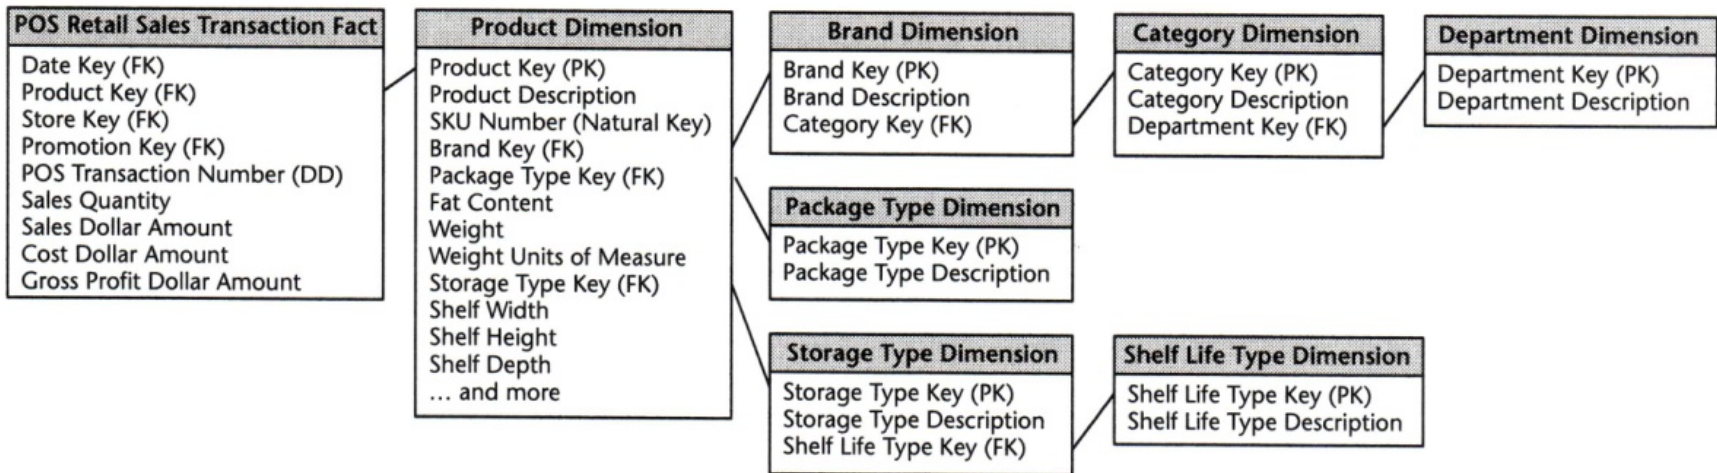 POS Retail Sales Transaction Fact
Date Key (FK)
Product Key (FK)
Store Key (FK)
Promotion Key (FK)
POS Transaction Number (DD)
Sales Quantity
Sales Dollar Amount
Cost Dollar Amount
Gross Profit Dollar Amount
Product Dimension
Product Key (PK)
Product Description
SKU Number (Natural Key)
Brand Key (FK)
Package Type Key (FK)
Fat Content
Weight
Weight Units of Measure
Storage Type Key (FK)
Shelf Width
Shelf Height
Shelf Depth
... and more
Brand Dimension
Brand Key (PK)
Brand Description
Category Key (FK)
Category Dimension
Category Key (PK)
Category Description
Department Key (FK)
Department Dimension
Department Key (PK)
Department Description
Package Type Dimension
Package Type Key (PK)
Package Type Description
Storage Type Dimension
Storage Type Key (PK)
Storage Type Description
Shelf Life Type Key (FK)
Shelf Life Type Dimension
Shelf Life Type Key (PK)
Shelf Life Type Description